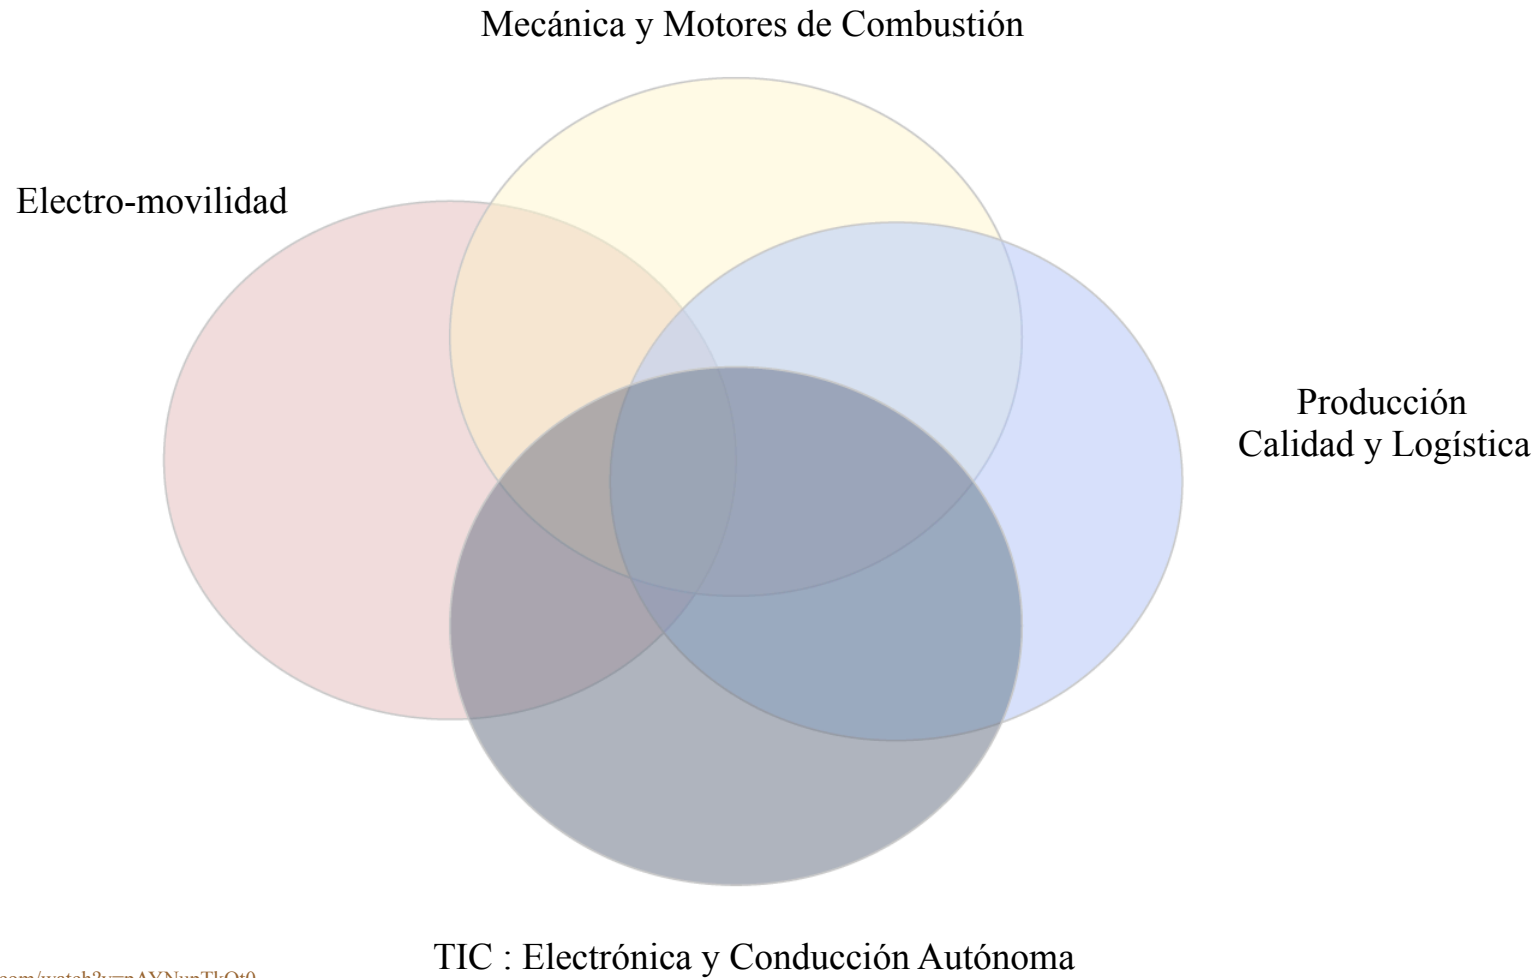 Mecánica y Motores de Combustión
Electro-movilidad
Producción
Calidad y Logística
TIC : Electrónica y Conducción Autónoma